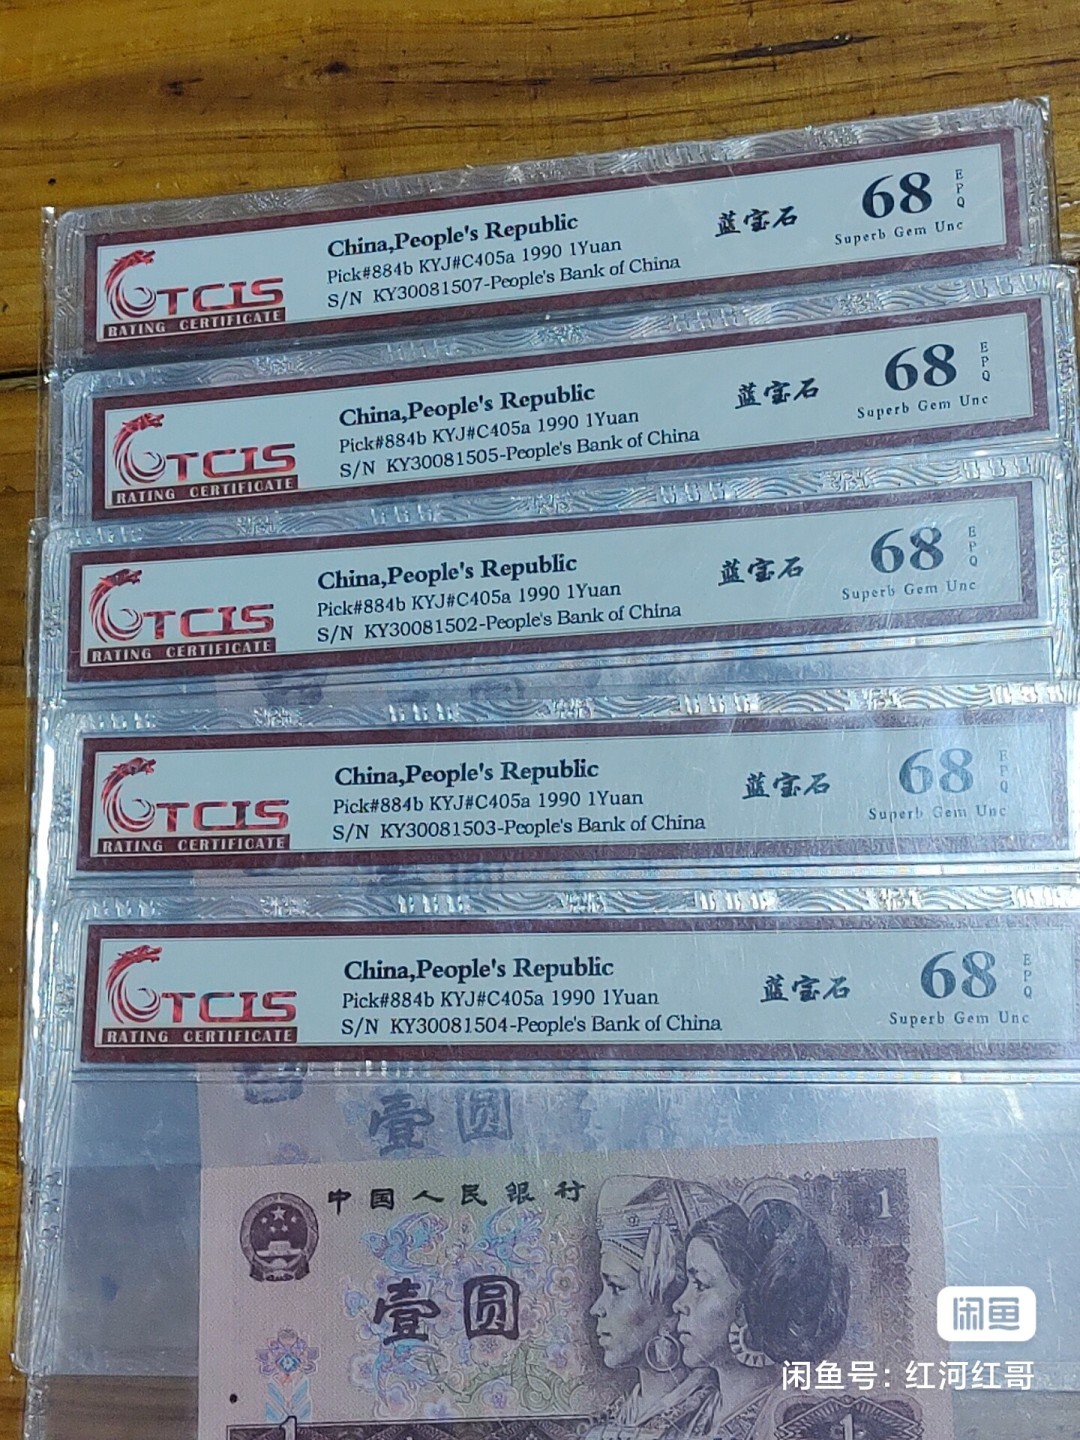 TCIS
RATING CERTIFICATE
China,People's Republic
Pick#884b KYJ#C405a 1990 1Yuan
S/N KY30081507-People's Bank of China
蓝宝石
68
EPQ
Superb Gem Unc
TCIS
RATING CERTIFICATE
China,People's Republic
Pick#884b KYJ#C405a 1990 1Yuan
S/N KY30081505-People's Bank of China
蓝宝石
68
EPQ
Superb Gem Unc
TCIS
RATING CERTIFICATE
China,People's Republic
Pick#884b KYJ#C405a 1990 1Yuan
S/N KY30081502-People's Bank of China
蓝宝石
68
EPQ
Superb Gem Unc
TCIS
RATING CERTIFICATE
China,People's Republic
Pick#884b KYJ#C405a 1990 1Yuan
S/N KY30081503-People's Bank of China
蓝宝石
68
EPQ
Superb Gem Unc
TCIS
RATING CERTIFICATE
China,People's Republic
Pick#884b KYJ#C405a 1990 1Yuan
S/N KY30081504-People's Bank of China
蓝宝石
68
EPQ
Superb Gem Unc
壹圆
中国人民银行
1
壹圆
闲鱼
闲鱼号：红河红哥
1
1